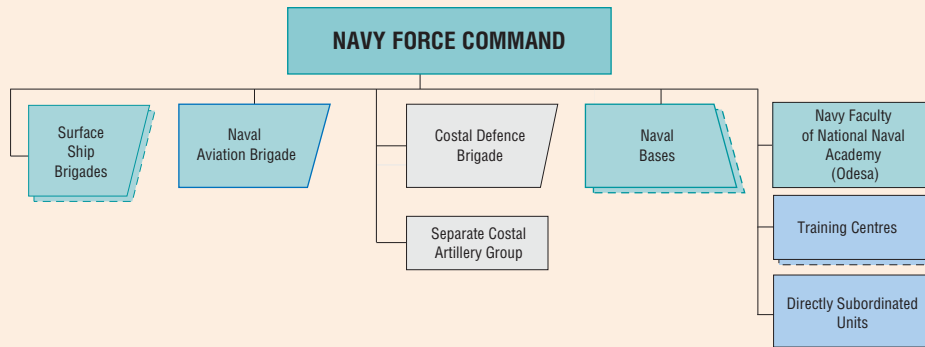 NAVY FORCE COMMAND
Surface
Ship
Brigades
Naval
Aviation Brigade
Costal Defence
Brigade
Separate Costal
Artillery Group
Naval
Bases
Navy Faculty
of National Naval
Academy
(Odesa)
Training Centres
Directly Subordinated
Units